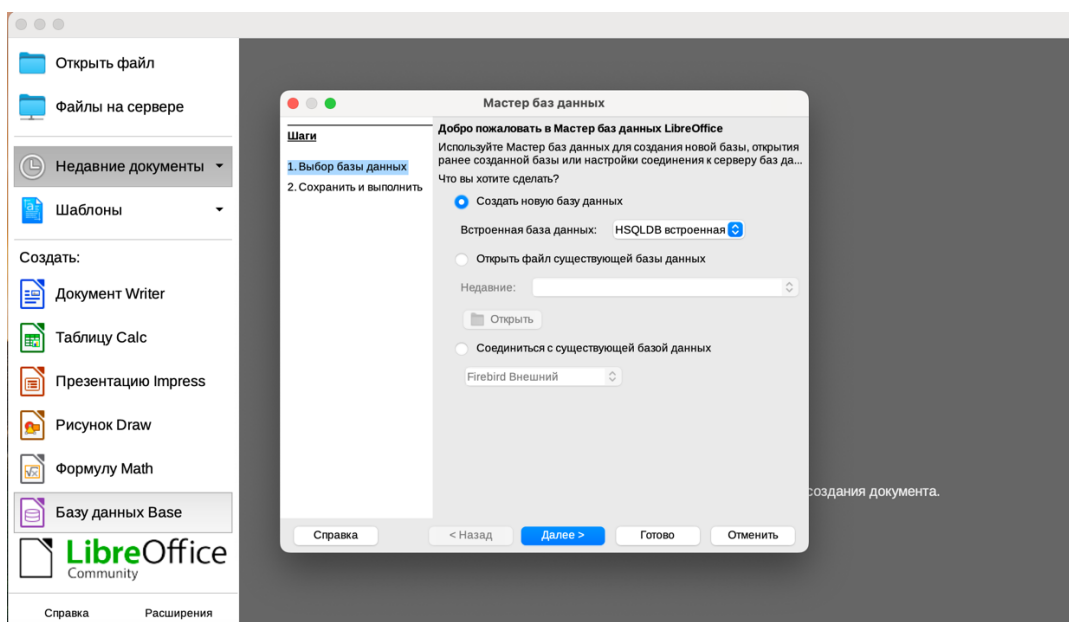 Открыть файл
Файлы на сервере
Недавние документы
Шаблоны
Создать:
Документ Writer
Таблицу Calc
Презентацию Impress
Рисунок Draw
Формулу Math
Базу данных Base
LibreOffice
Community
Справка Расширения
Мастер баз данных
Шаги
1. Выбор базы данных
2. Сохранить и выполнить
Добро пожаловать в Мастер баз данных LibreOffice
Используйте Мастер баз данных для создания новой базы, открытия
ранее созданной базы или настройки соединения к серверу баз да...
Что вы хотите сделать?
Создать новую базу данных
Встроенная база данных: HSQLDB встроенная
Открыть файл существующей базы данных
Недавние:
Открыть
Соединиться с существующей базой данных
Firebird Внешний
Справка < Назад Далее > Готово Отменить
создания документа.